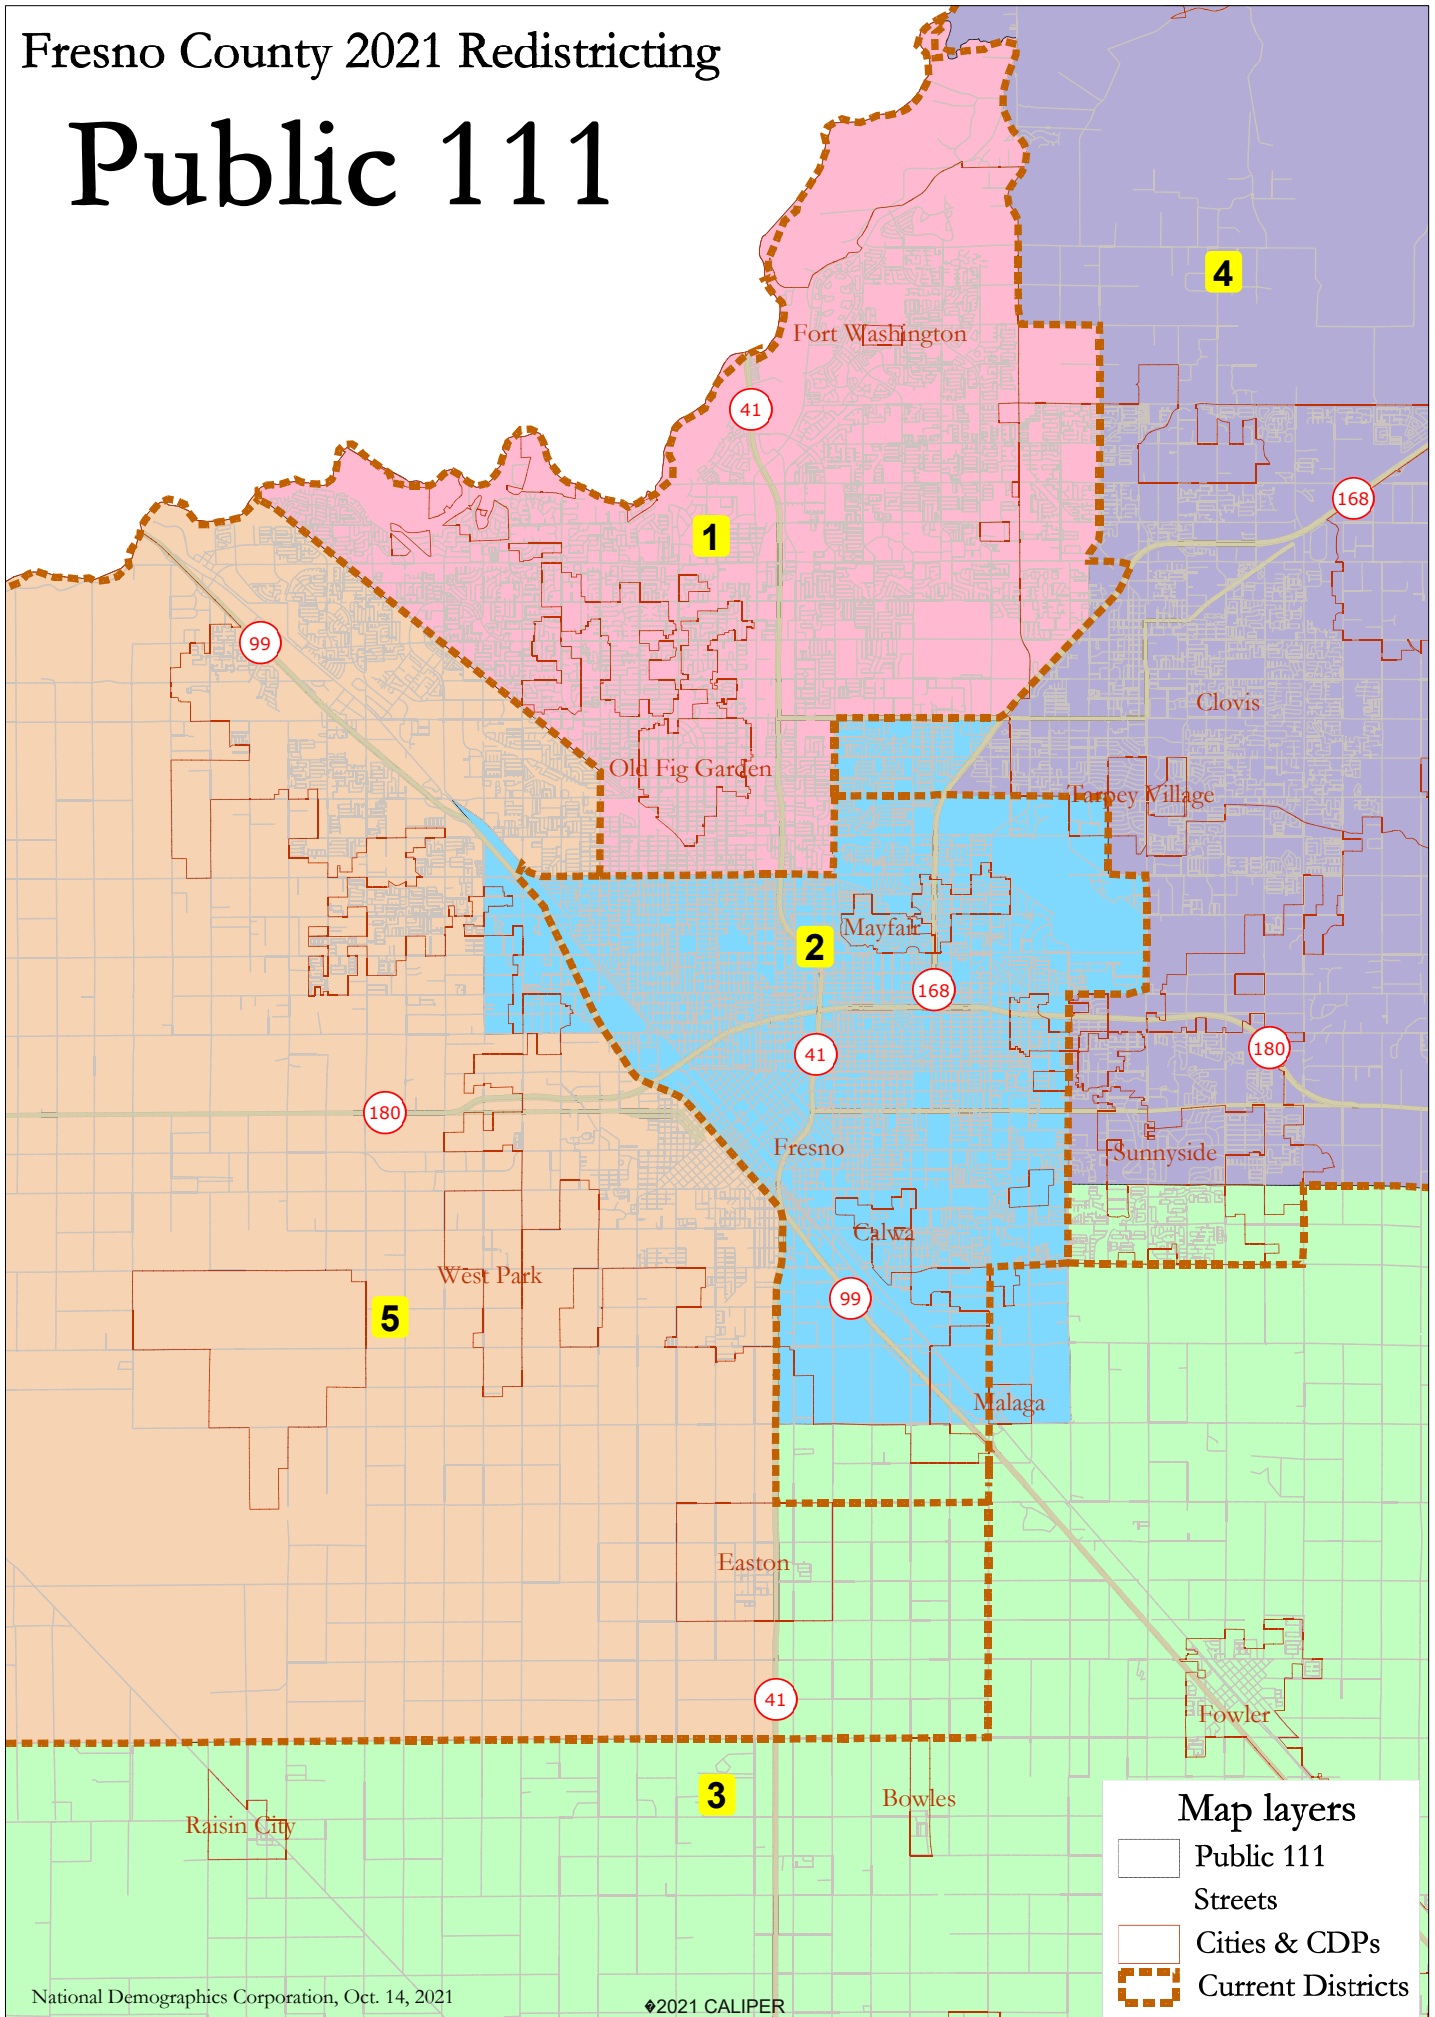 Fresno County 2021 Redistricting
Public 111
4
Fort Washington
41
168
1
99
Clovis
Old Fig Garden
Tarpey Village
Mayfair
2
168
41
180
180
Fresno
Sunnyside
Calwa
West Park
99
5
Malaga
Easton
41
Fowler
3
Bowles
Raisin City
Map layers
Public 111
Streets
Cities & CDPs
Current Districts
National Demographics Corporation, Oct. 14, 2021
�2021 CALIPER